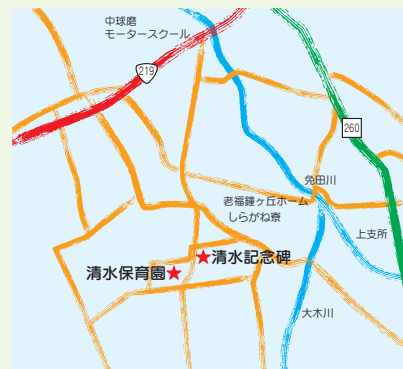 中球磨
モータースクール
219
260
免田川
老福鐘ヶ丘ホーム
しらがね寮
上支所
★清水記念碑
清水保育園★
大木川